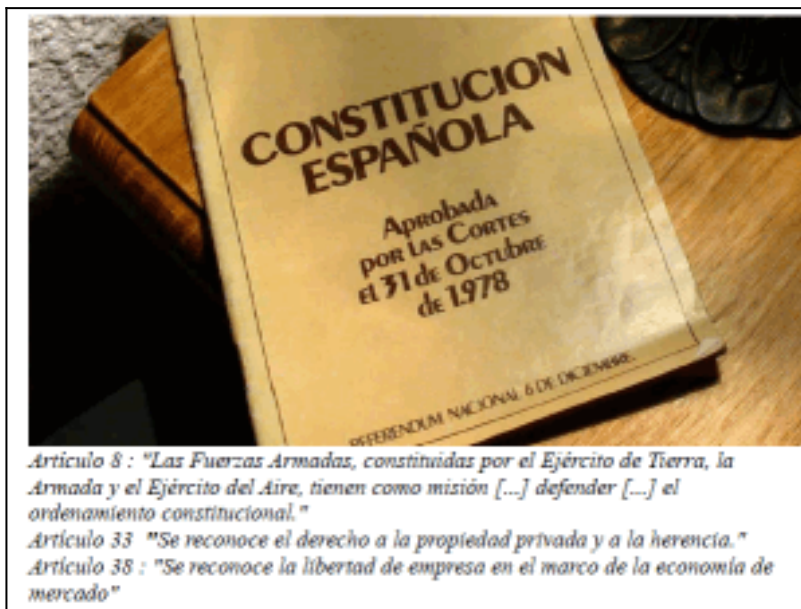 CONSTITUCION
ESPAÑOLA
APROBADA
POR LAS CORTES
EL 31 DE OCTUBRE
DE 1.978
REFERENDUM NACIONAL 6 DE DICIEMBRE.
Artículo 8 : "Las Fuerzas Armadas, constituidas por el Ejército de Tierra, la
Armada y el Ejército del Aire, tienen como misión [...] defender [...] el
ordenamiento constitucional."
Artículo 33 "Se reconoce el derecho a la propiedad privada y a la herencia."
Artículo 38 : "Se reconoce la libertad de empresa en el marco de la economía de
mercado"